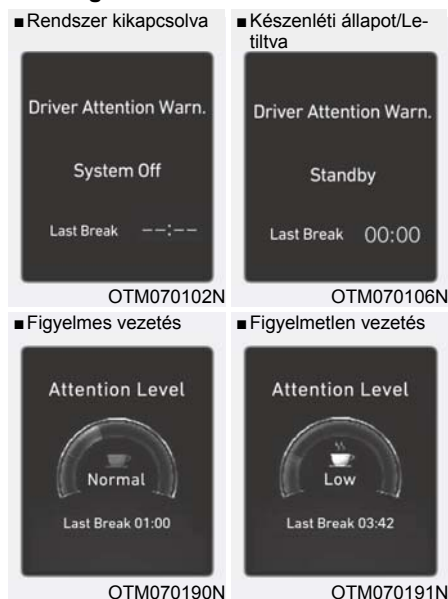 ■Rendszer kikapcsolva
■Készenléti állapot/Le-
tiltva
Driver Attention Warn.
System Off
Last Break --:--
OTM070102N
Driver Attention Warn.
Standby
Last Break 00:00
OTM070106N
■Figyelmes vezetés
■Figyelmetlen vezetés
Attention Level
Normal
Last Break 01:00
OTM070190N
Attention Level
Low
Last Break 03:42
OTM070191N